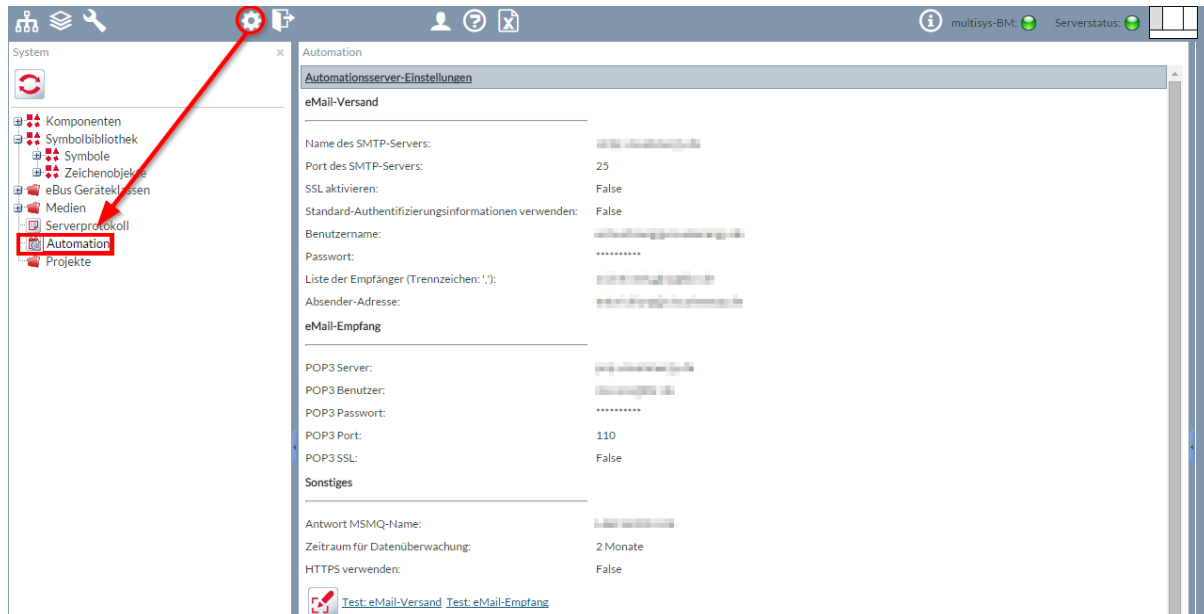 multisys-BM: Serverstatus:
System
Automation
Automationsserver-Einstellungen
eMail-Versand
Komponenten
Symbolbibliothek
Symbole
Zeichenobjekte
eBus Geräteklassen
Medien
Serverprotokoll
Automation
Projekte
Name des SMTP-Servers:
Port des SMTP-Servers: 25
SSL aktivieren: False
Standard-Authentifizierungsinformationen verwenden: False
Benutzername:
Passwort: **********
Liste der Empfänger (Trennzeichen: ','):
Absender-Adresse:
eMail-Empfang
POP3 Server:
POP3 Benutzer:
POP3 Passwort: **********
POP3 Port: 110
POP3 SSL: False
Sonstiges
Antwort MSMQ-Name:
Zeitraum für Datenüberwachung: 2 Monate
HTTPS verwenden: False
Test: eMail-Versand Test: eMail-Empfang